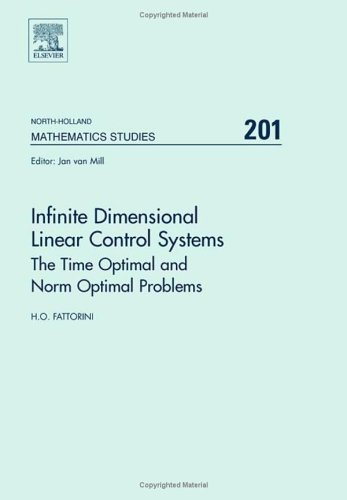 Copyrighted Material
ELSEVIER
NORTH-HOLLAND
MATHEMATICS STUDIES
201
Editor: Jan van Mill
Infinite Dimensional
Linear Control Systems
The Time Optimal and
Norm Optimal Problems
H.O. FATTORINI
Copyrighted Material